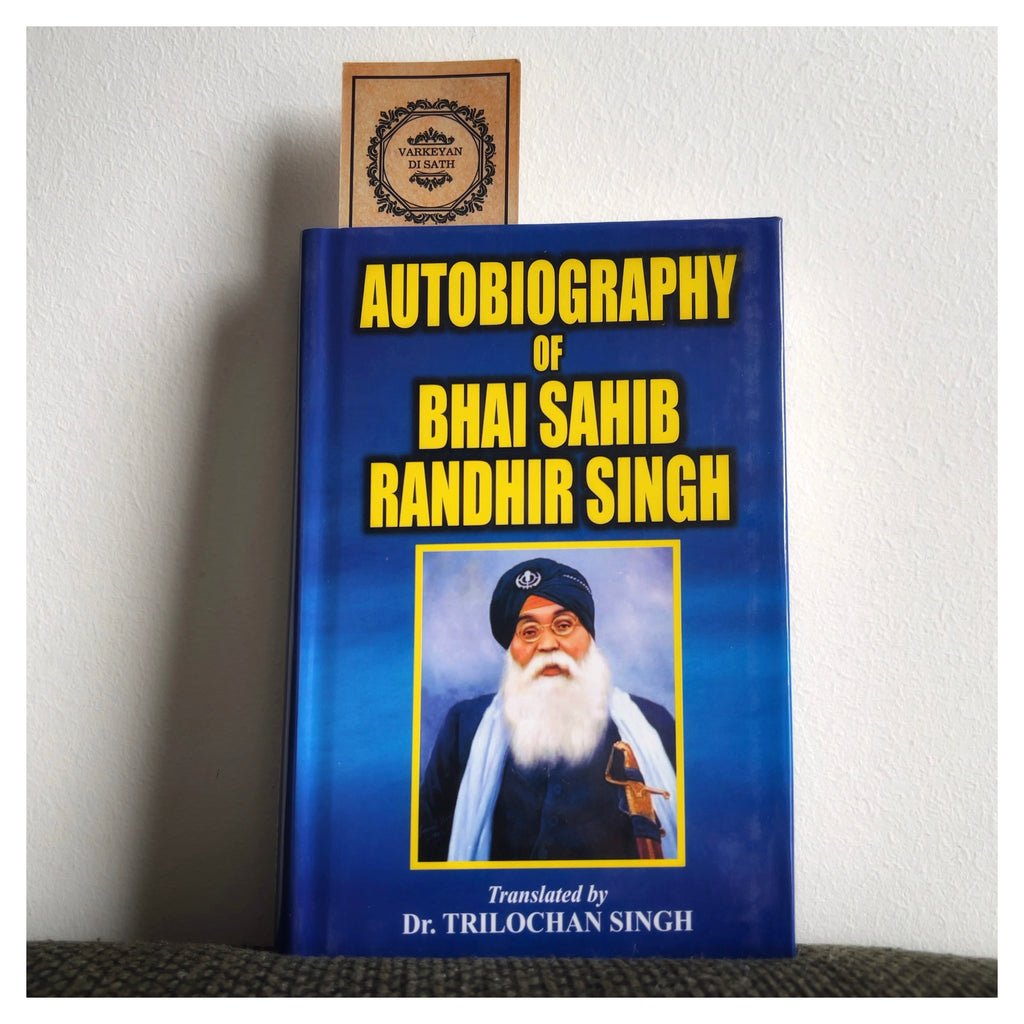 VARKEYAN
DI SATH
AUTOBIOGRAPHY
OF
BHAI SAHIB
RANDHIR SINGH
Translated by
Dr. TRILOCHAN SINGH